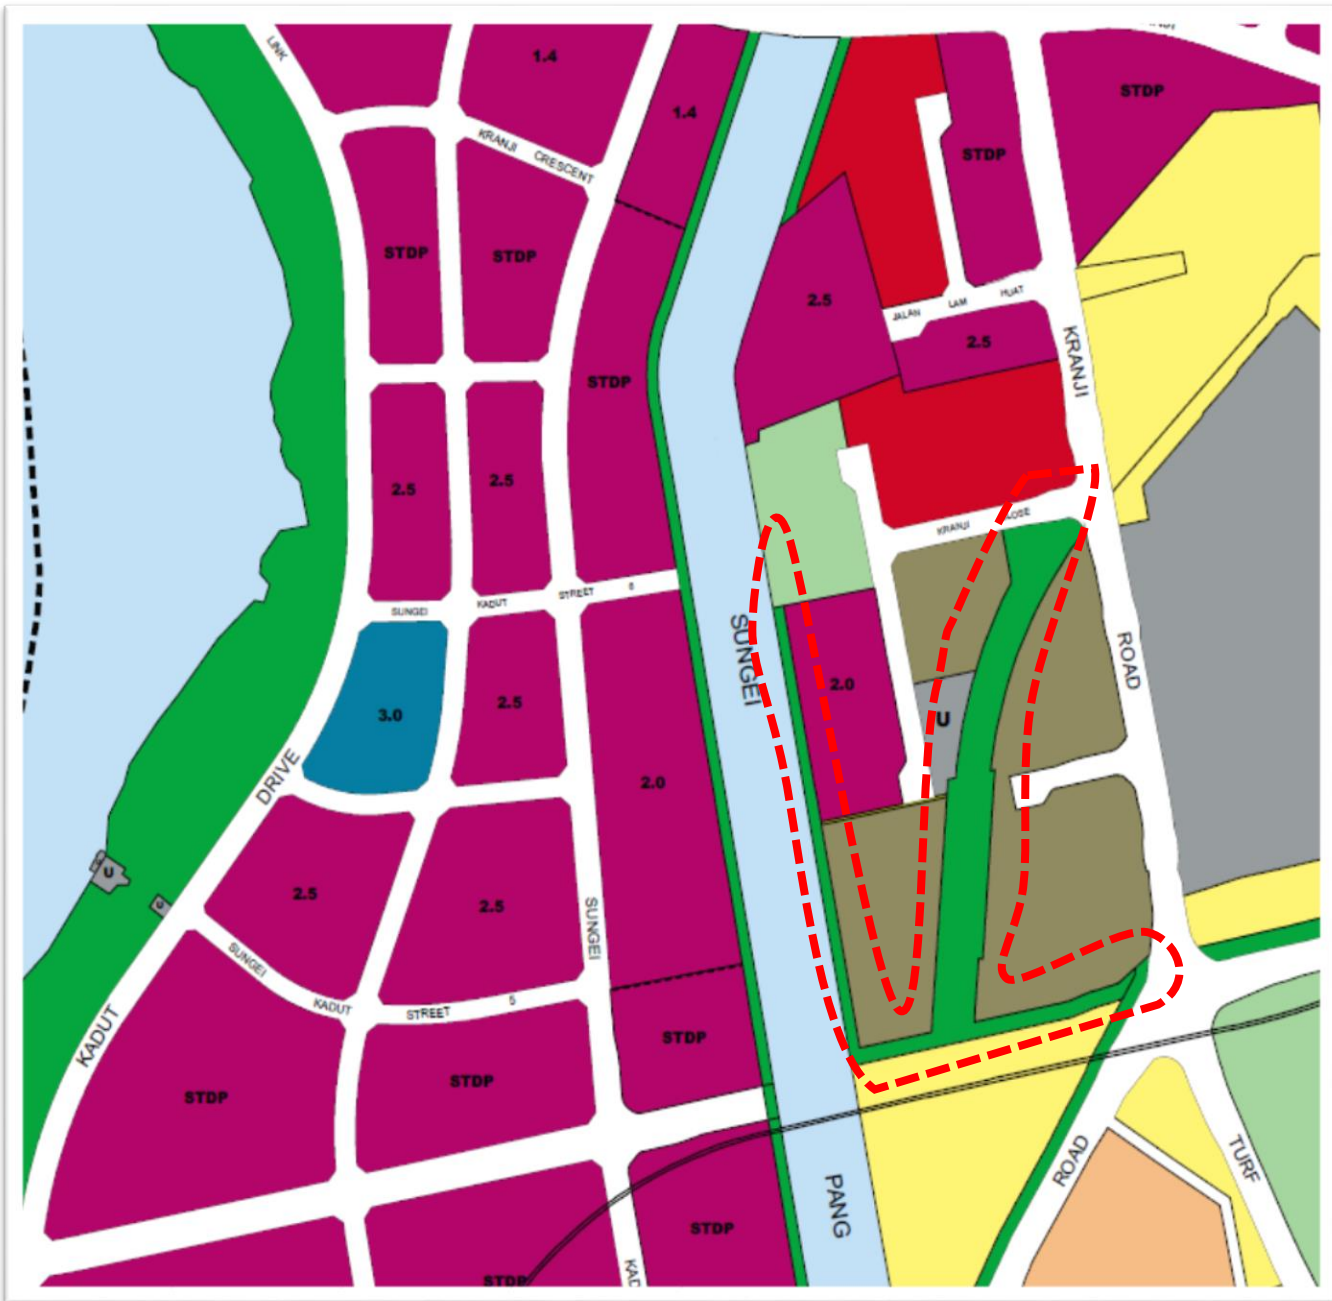 LINK
1.4
1.4
KRANJI CRESCENT
STDP
STDP
STDP
STDP
2.5
JALAN LAM HUAT
2.5
KRANJI
STDP
2.5
2.5
KRANJI
SUNGEI KADUT STREET 6
SUNGEI
ROAD
3.0
2.5
2.0
U
2.0
DRIVE
U
U
2.5
2.5
SUNGEI
SUNGEI KADUT STREET 5
KADUT
STDP
STDP
STDP
ROAD
TURF
PANG
STDP
STDP